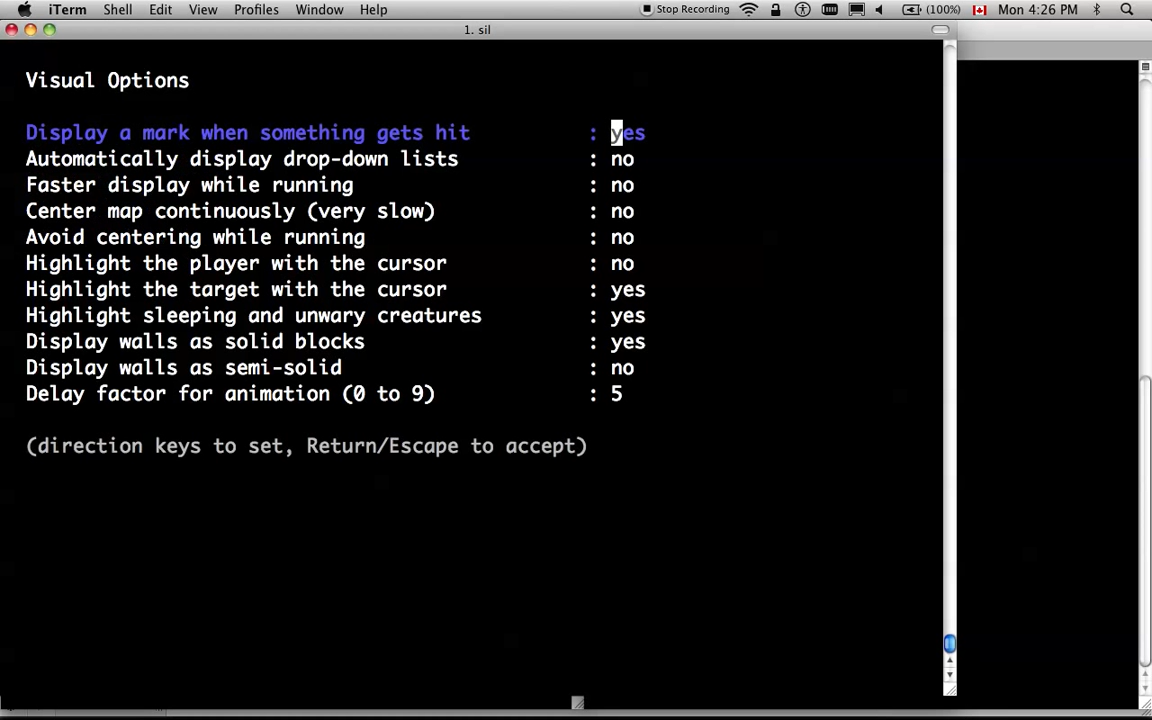 iTerm Shell Edit View Profiles Window Help Stop Recording (100%) Mon 4:26 PM
1. sil
Visual Options
Display a mark when something gets hit : yes
Automatically display drop-down lists : no
Faster display while running : no
Center map continuously (very slow) : no
Avoid centering while running : no
Highlight the player with the cursor : no
Highlight the target with the cursor : yes
Highlight sleeping and unwary creatures : yes
Display walls as solid blocks : yes
Display walls as semi-solid : no
Delay factor for animation (0 to 9) : 5
(direction keys to set, Return/Escape to accept)